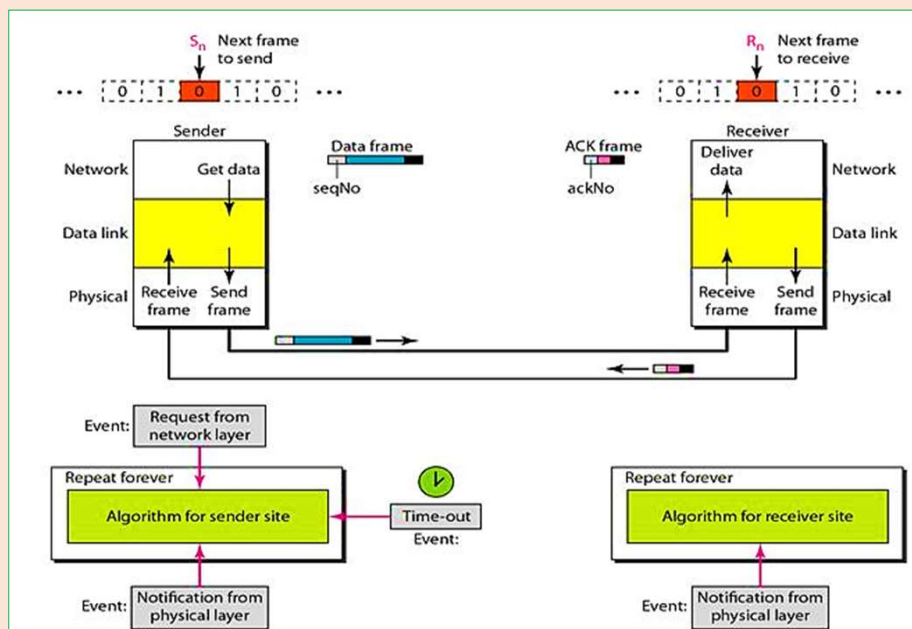 Sn Next frame
to send
Rn Next frame
to receive
... 0 1 0 1 0 ...
... 0 1 0 1 0 ...
Sender
Data frame
ACK frame
Receiver
Network
Get data
seqNo
ackNo
Deliver
data
Network
Data link
Data link
Physical
Receive
frame
Send
frame
Receive
frame
Send
frame
Physical
Event:
Request from
network layer
Repeat forever
Algorithm for sender site
Time-out
Event:
Repeat forever
Algorithm for receiver site
Event:
Notification from
physical layer
Event:
Notification from
physical layer